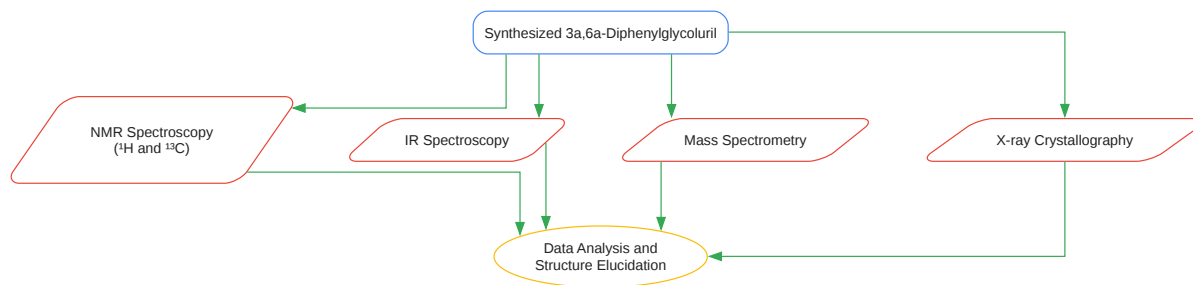 Synthesized 3a,6a-Diphenylglycoluril
NMR Spectroscopy
(¹H and ¹³C)
IR Spectroscopy
Mass Spectrometry
X-ray Crystallography
Data Analysis and
Structure Elucidation